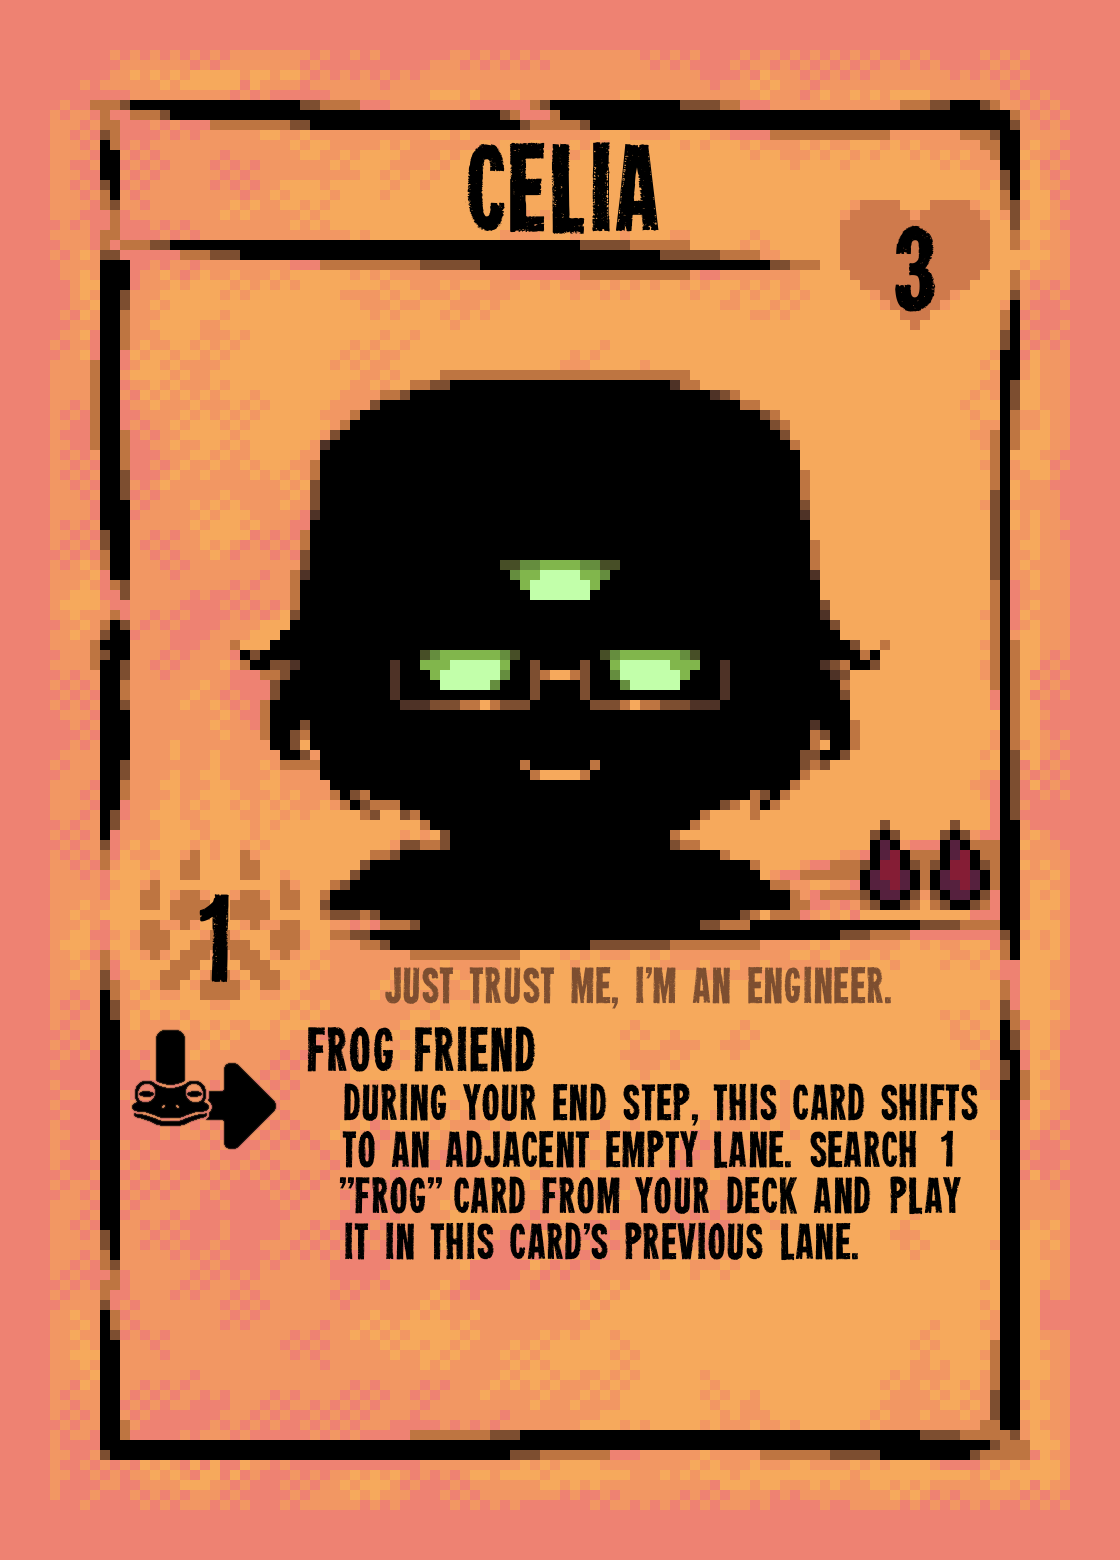 CELIA
3
1
JUST TRUST ME, I'M AN ENGINEER.
FROG FRIEND
DURING YOUR END STEP, THIS CARD SHIFTS
TO AN ADJACENT EMPTY LANE. SEARCH 1
"FROG" CARD FROM YOUR DECK AND PLAY
IT IN THIS CARD'S PREVIOUS LANE.